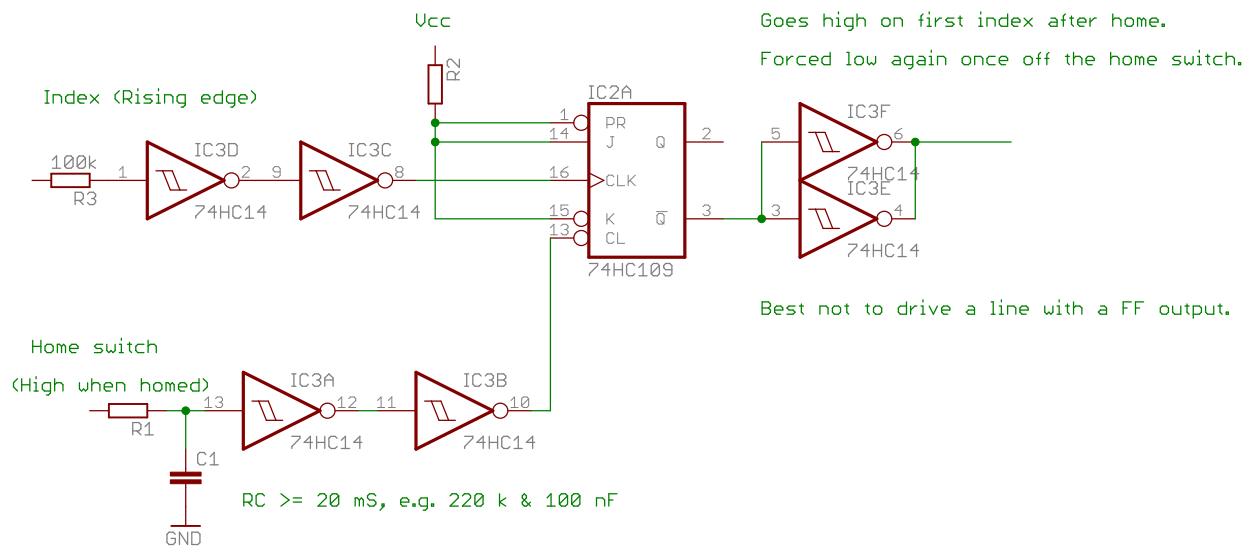 Vcc
Goes high on first index after home.
Forced low again once off the home switch.
R2
Index (Rising edge)
IC2A
IC3F
1
PR
14
J
Q
2
5
6
IC3D
IC3C
100k
1
2
9
8
16
CLK
74HC14
IC3E
R3
74HC14
74HC14
15
K
Q
3
3
4
13
CL
74HC14
74HC109
Best not to drive a line with a FF output.
Home switch
(High when homed)
IC3A
IC3B
13
12
11
10
R1
74HC14
74HC14
C1
RC >= 20 mS, e.g. 220 k & 100 nF
GND